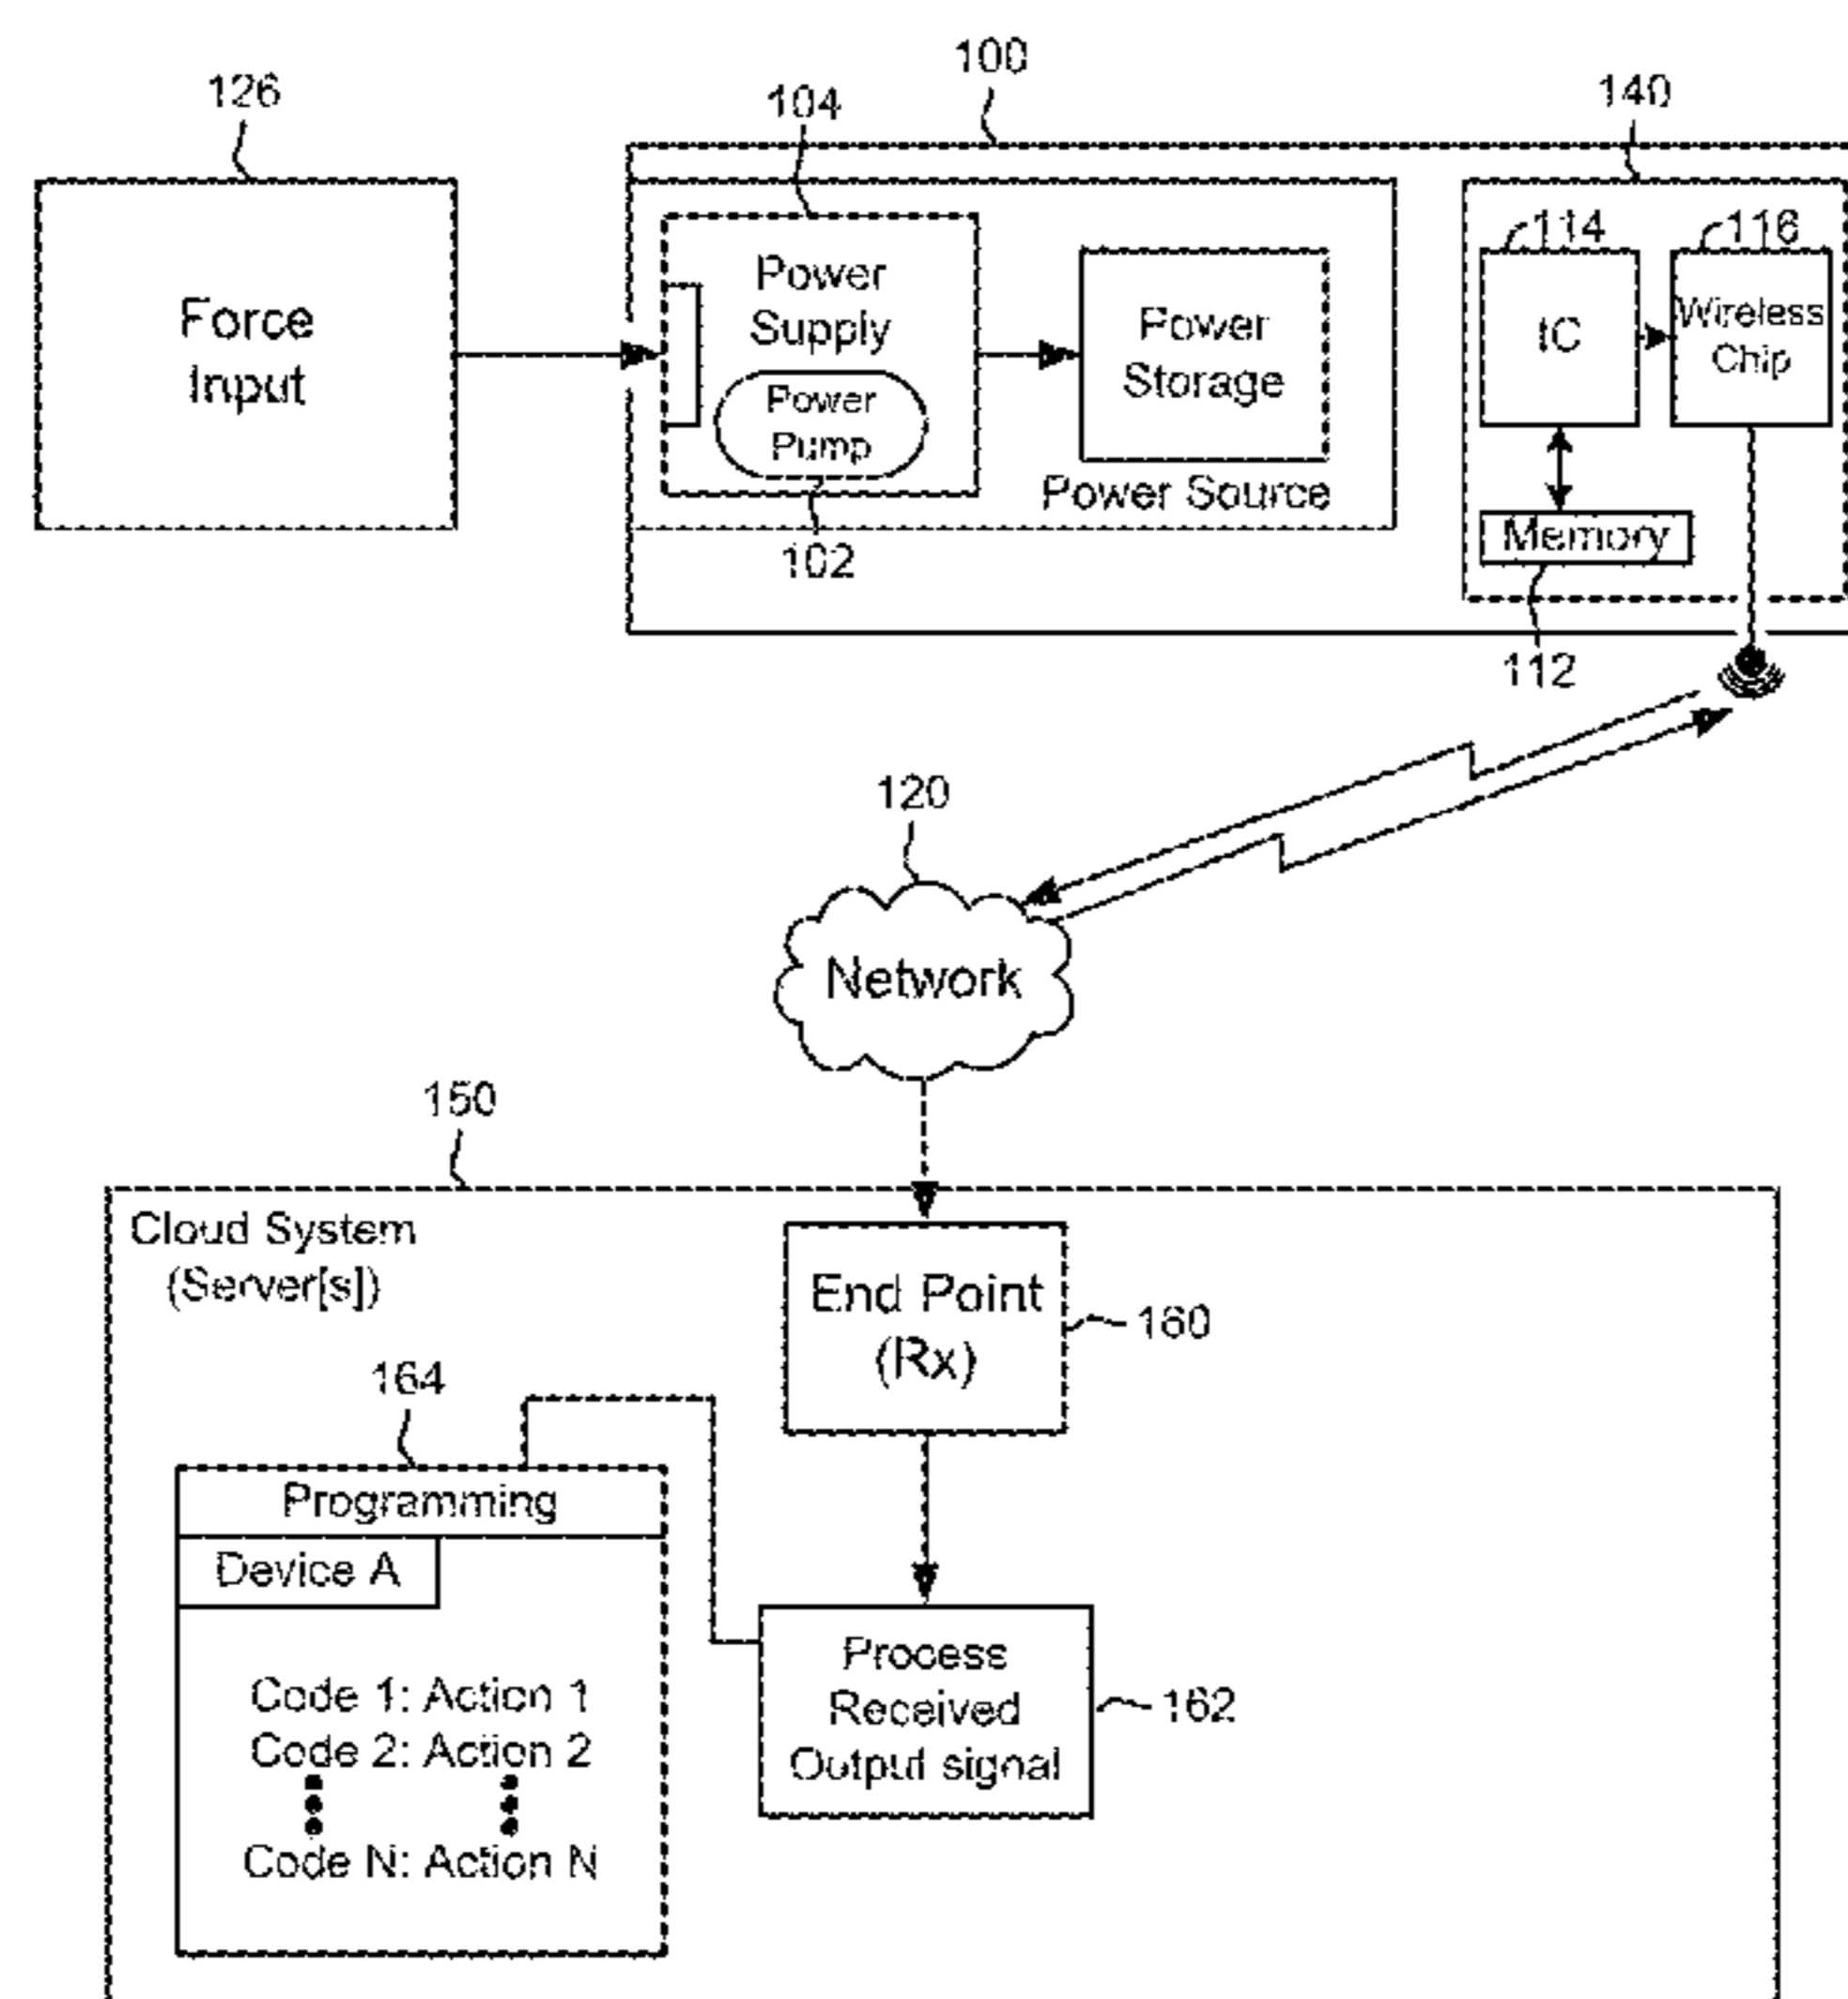 100
126
104
140
114
116
Force
Input
Power
Supply
Power
Pump
Power
Storage
Power Source
IC
Wireless
Chip
Memory
102
112
120
Network
150
Cloud System
(Server[s])
End Point
(Rx)
160
164
Programming
Device A
Code 1: Action 1
Code 2: Action 2
Code N: Action N
Process
Received
Output signal
162